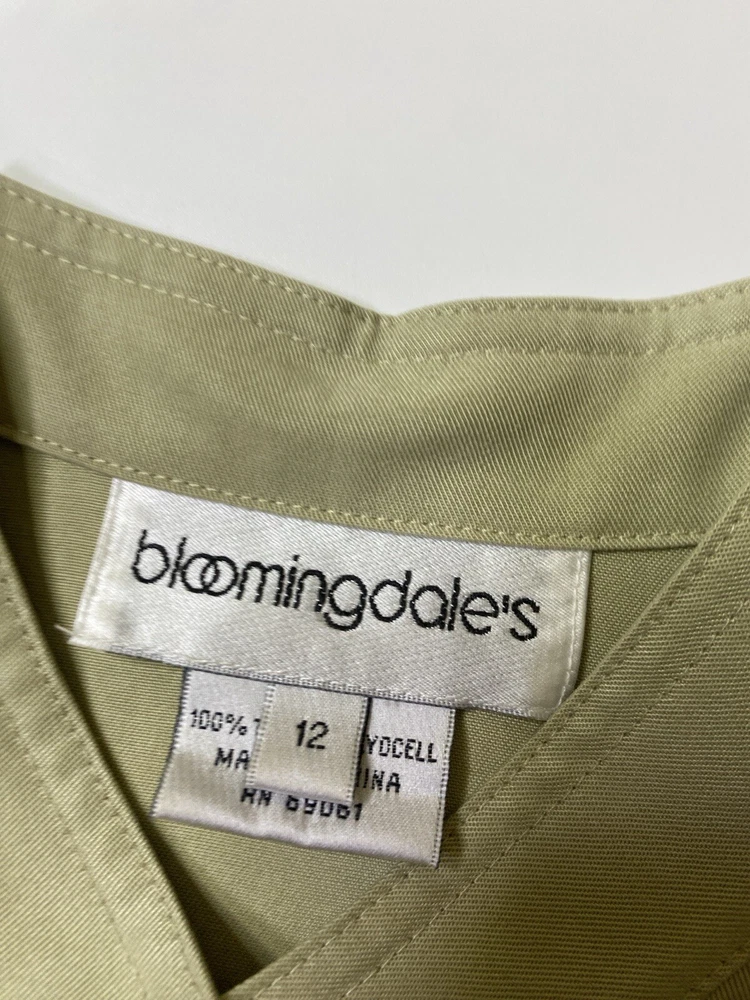 bloomingdale's
100% YOCELL
12
MA INA
RN 69061